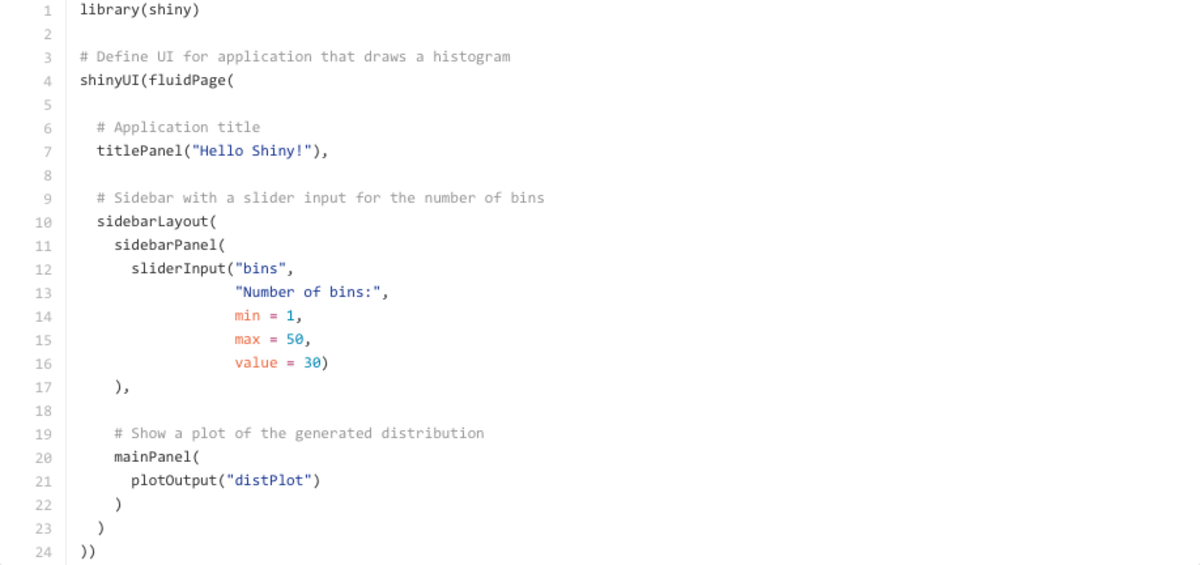 1 library(shiny)
2
3 # Define UI for application that draws a histogram
4 shinyUI(fluidPage(
5
6   # Application title
7   titlePanel("Hello Shiny!"),
8
9   # Sidebar with a slider input for the number of bins
10   sidebarLayout(
11     sidebarPanel(
12       sliderInput("bins",
13                   "Number of bins:",
14                   min = 1,
15                   max = 50,
16                   value = 30)
17     ),
18
19     # Show a plot of the generated distribution
20     mainPanel(
21       plotOutput("distPlot")
22     )
23   )
24 ))